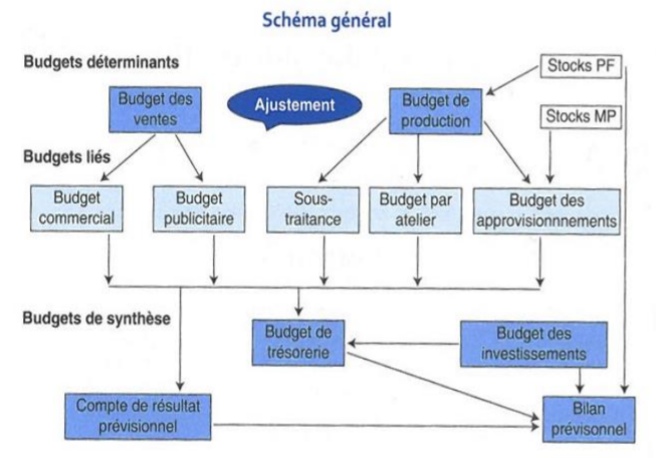 Schéma général
Budgets déterminants
Stocks PF
Budget des
ventes
Ajustement
Budget de
production
Stocks MP
Budgets liés
Budget
commercial
Budget
publicitaire
Sous-
traitance
Budget par
atelier
Budget des
approvisionnnements
Budgets de synthèse
Budget de
trésorerie
Budget des
investissements
Compte de résultat
prévisionnel
Bilan
prévisonnel